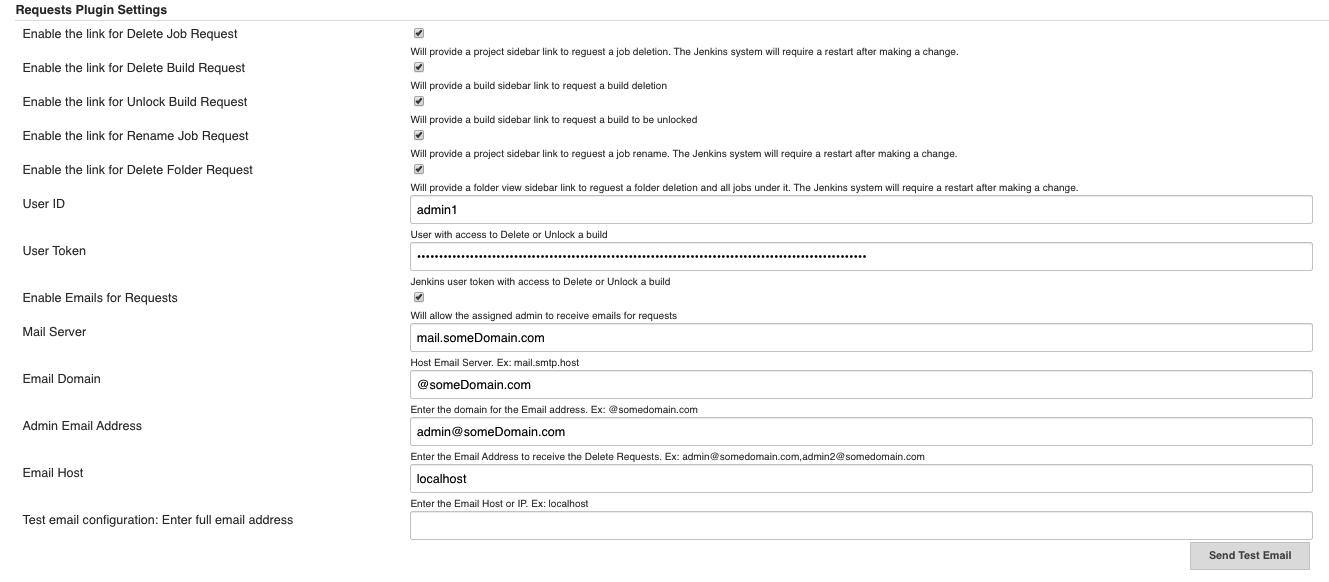 Requests Plugin Settings
Enable the link for Delete Job Request
Will provide a project sidebar link to reguest a job deletion. The Jenkins system will require a restart after making a change.
Enable the link for Delete Build Request
Will provide a build sidebar link to request a build deletion
Enable the link for Unlock Build Request
Will provide a build sidebar link to request a build to be unlocked
Enable the link for Rename Job Request
Will provide a project sidebar link to reguest a job rename. The Jenkins system will require a restart after making a change.
Enable the link for Delete Folder Request
Will provide a folder view sidebar link to reguest a folder deletion and all jobs under it. The Jenkins system will require a restart after making a change.
User ID
admin1
User with access to Delete or Unlock a build
User Token
Jenkins user token with access to Delete or Unlock a build
Enable Emails for Requests
Will allow the assigned admin to receive emails for requests
Mail Server
mail.someDomain.com
Host Email Server. Ex: mail.smtp.host
Email Domain
@someDomain.com
Enter the domain for the Email address. Ex: @somedomain.com
Admin Email Address
admin@someDomain.com
Enter the Email Address to receive the Delete Requests. Ex: admin@somedomain.com,admin2@somedomain.com
Email Host
localhost
Enter the Email Host or IP. Ex: localhost
Test email configuration: Enter full email address
Send Test Email